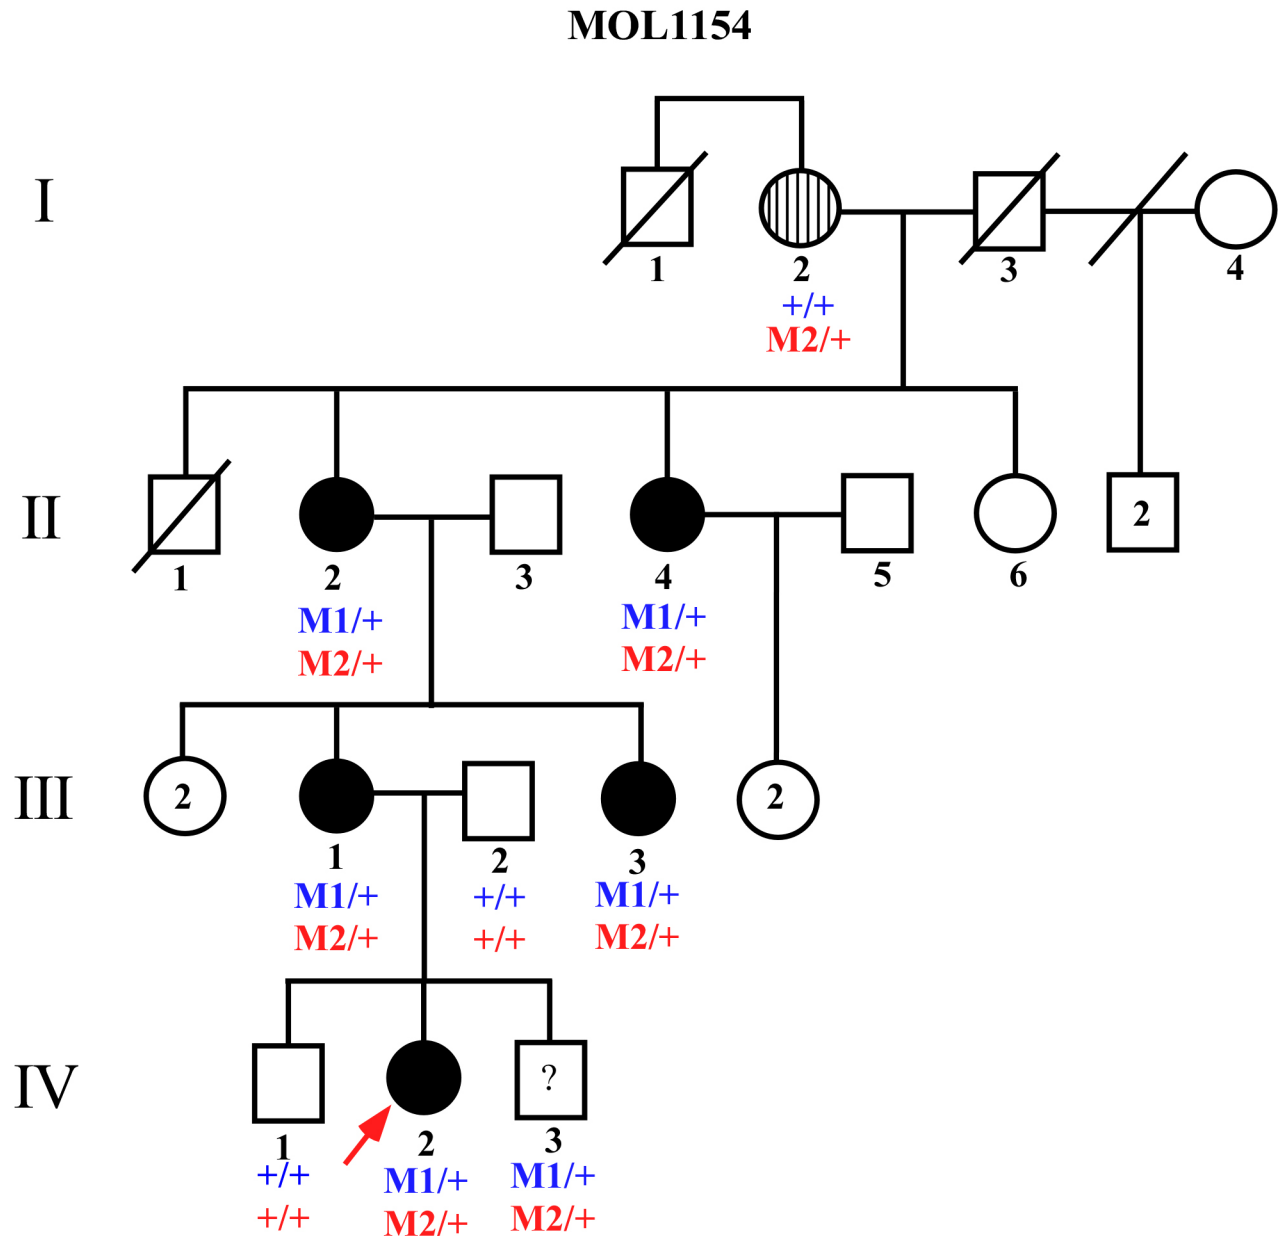 MOL1154
I
1 2 3 4
+/+
M2/+
II
2
1 2 3 4 5 6
M1/+ M1/+
M2/+ M2/+
III
2 2
1 2 3
M1/+ +/+ M1/+
M2/+ +/+ M2/+
IV
?
1 2 3
+/+ M1/+ M1/+
+/+ M2/+ M2/+